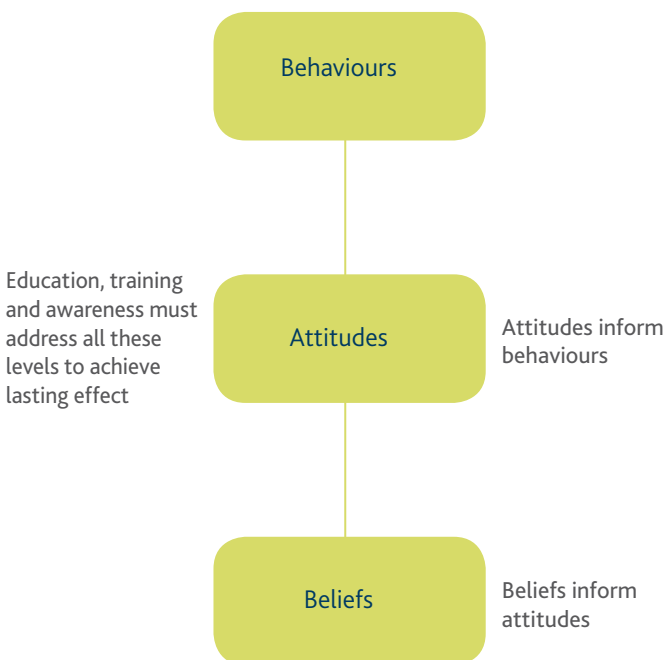 Behaviours
Education, training
and awareness must
address all these
levels to achieve
lasting effect
Attitudes
Attitudes inform
behaviours
Beliefs
Beliefs inform
attitudes